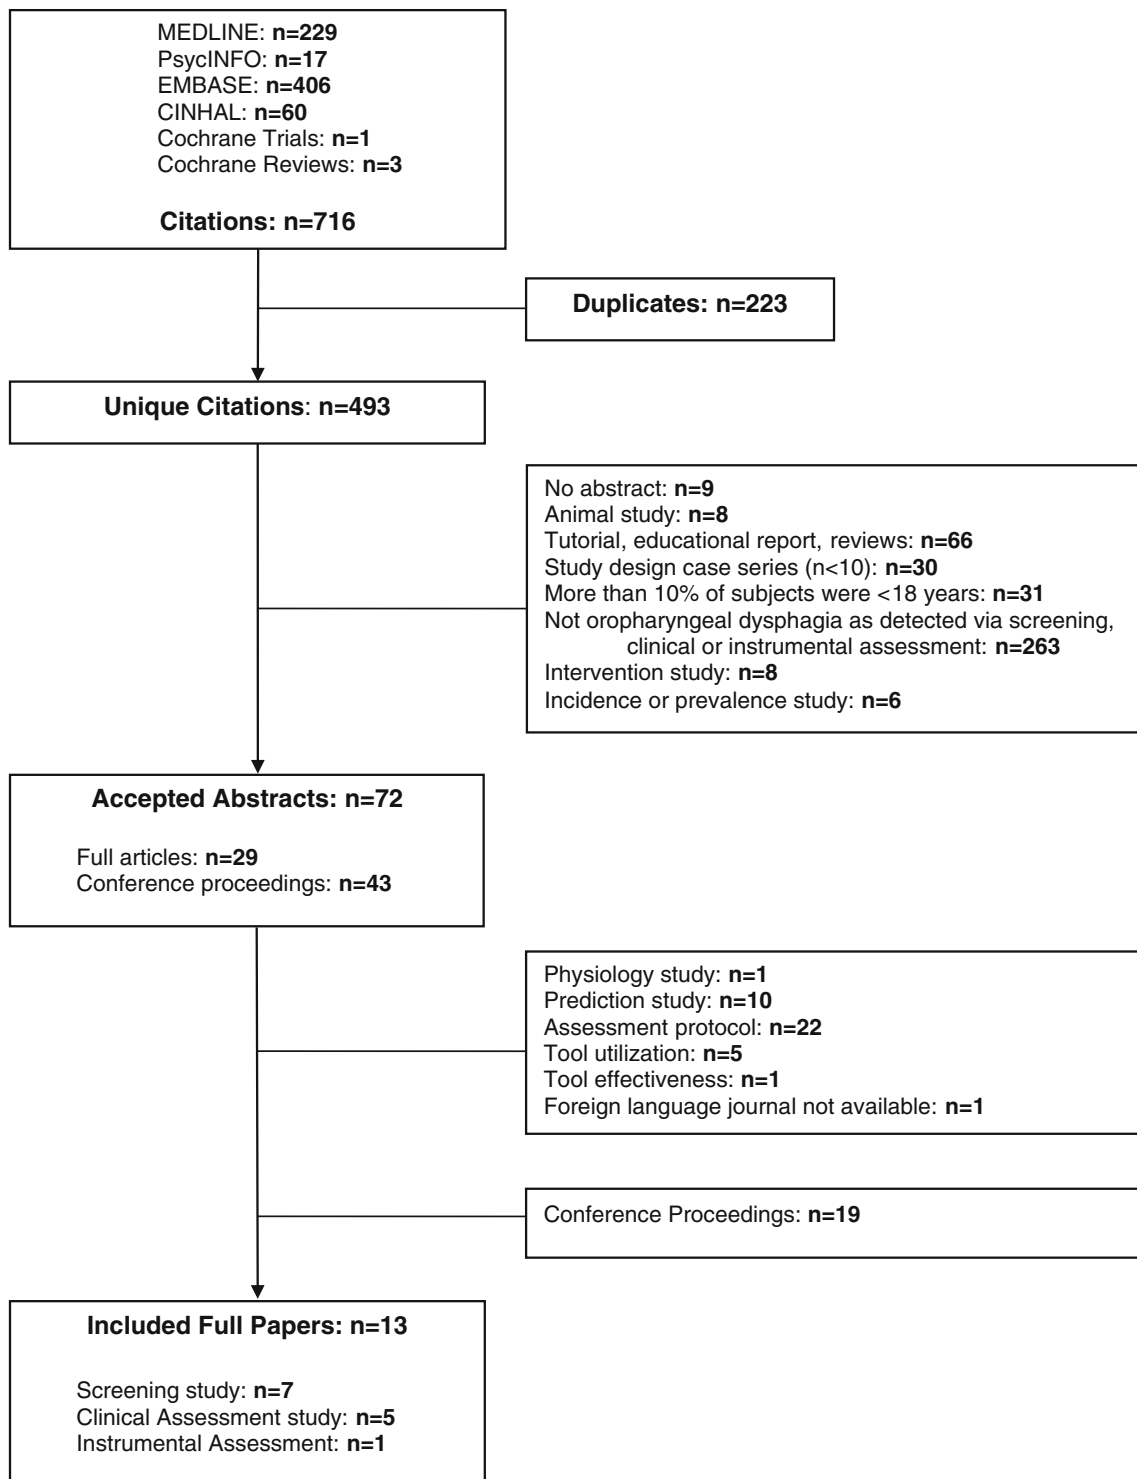 MEDLINE: n=229
PsycINFO: n=17
EMBASE: n=406
CINHAL: n=60
Cochrane Trials: n=1
Cochrane Reviews: n=3
Citations: n=716
Duplicates: n=223
Unique Citations: n=493
No abstract: n=9
Animal study: n=8
Tutorial, educational report, reviews: n=66
Study design case series (n<10): n=30
More than 10% of subjects were <18 years: n=31
Not oropharyngeal dysphagia as detected via screening,
clinical or instrumental assessment: n=263
Intervention study: n=8
Incidence or prevalence study: n=6
Accepted Abstracts: n=72
Full articles: n=29
Conference proceedings: n=43
Physiology study: n=1
Prediction study: n=10
Assessment protocol: n=22
Tool utilization: n=5
Tool effectiveness: n=1
Foreign language journal not available: n=1
Conference Proceedings: n=19
Included Full Papers: n=13
Screening study: n=7
Clinical Assessment study: n=5
Instrumental Assessment: n=1